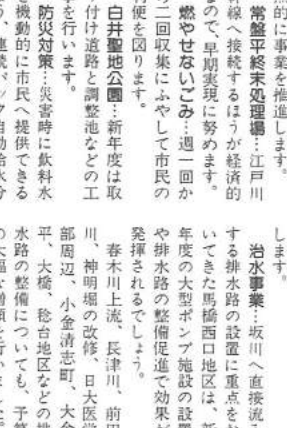 点的に事業を推進します。
常盤平終末処理場…江戸川
幹線へ接続するほうが経済的
なので、早期実現に努めます。
燃やせないごみ…週一回か
ら二回収集にふやして市民の
利便を図ります。
白井聖地公園…新年度は取
付け道路と調整池などの工
事を行います。
防災対策…災害時に飲料水
を機動的に市民へ提供できる
します。
治水事業…坂川へ直接流
する排水路の設置に重点をお
いてきた馬橋西口地区は、新
年度の大型ポンプ施設の設置
や排水路の整備促進で効果が
発揮されるでしょう。
春木川上流、長津川、前田
川、神明堀の改修、日大医学
部周辺、小金清志町、大金
平、大橋、稔台地区などの排
水路の整備についても、予算